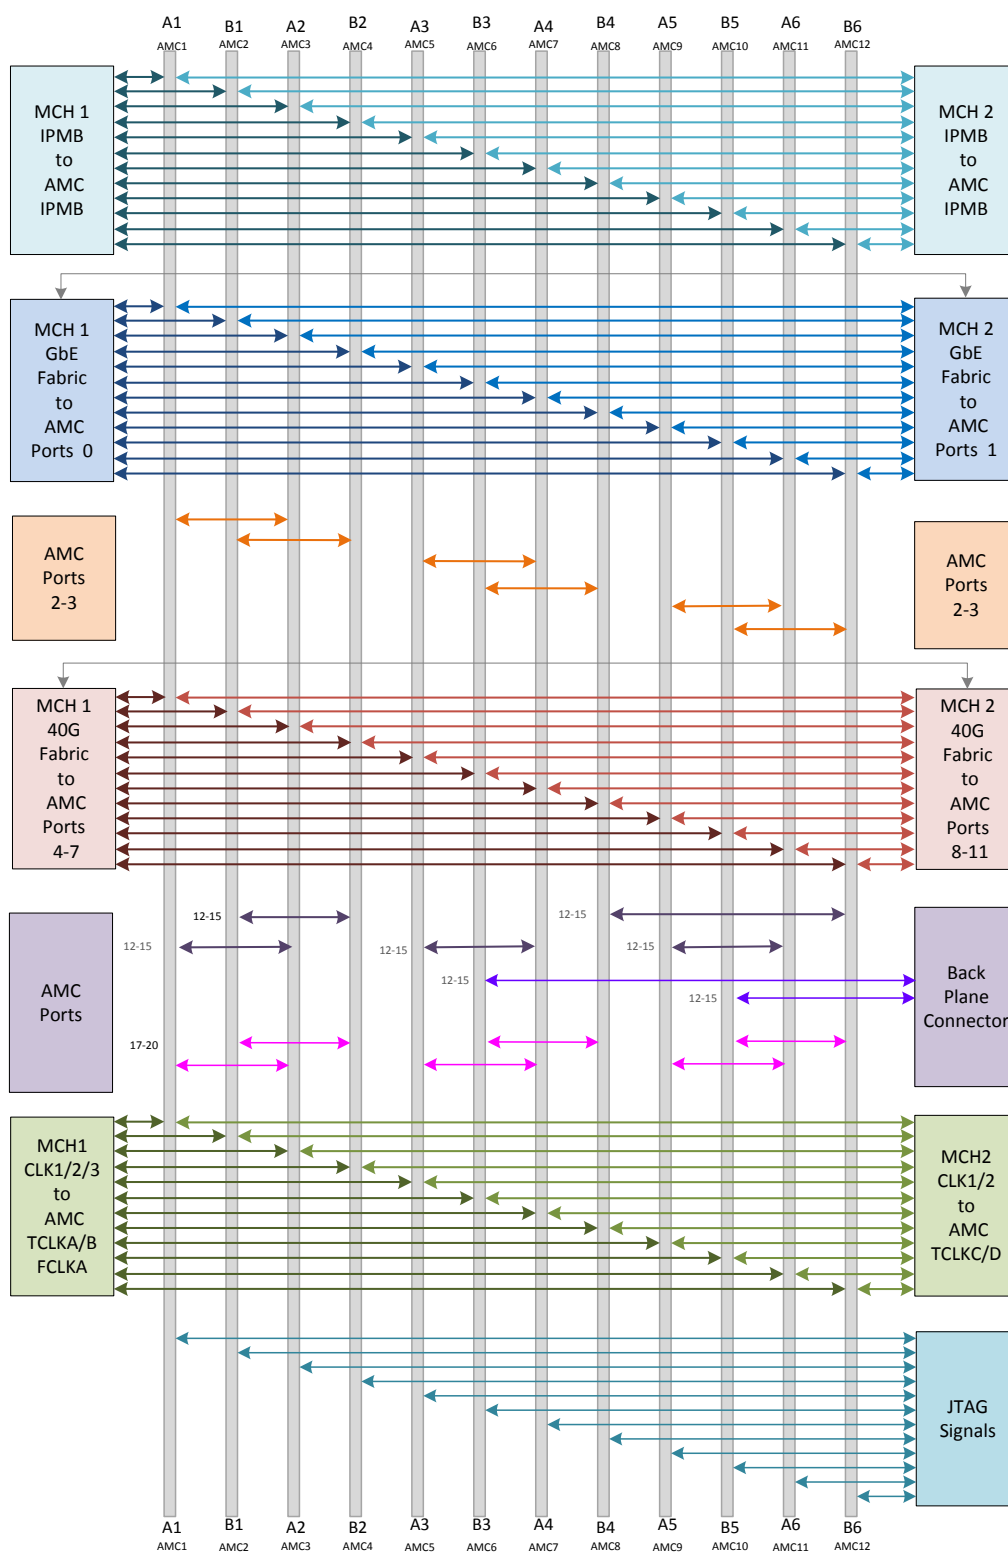 A1 B1 A2 B2 A3 B3 A4 B4 A5 B5 A6 B6
AMC1 AMC2 AMC3 AMC4 AMC5 AMC6 AMC7 AMC8 AMC9 AMC10 AMC11 AMC12
MCH 1
IPMB
to
AMC
IPMB
MCH 2
IPMB
to
AMC
IPMB
MCH 1
GbE
Fabric
to
AMC
Ports 0
MCH 2
GbE
Fabric
to
AMC
Ports 1
AMC
Ports
2-3
AMC
Ports
2-3
MCH 1
40G
Fabric
to
AMC
Ports
4-7
MCH 2
40G
Fabric
to
AMC
Ports
8-11
AMC
Ports
12-15
12-15
12-15
12-15
12-15
12-15
12-15
17-20
Back
Plane
Connector
MCH1
CLK1/2/3
to
AMC
TCLKA/B
FCLKA
MCH2
CLK1/2
to
AMC
TCLKC/D
JTAG
Signals
A1 B1 A2 B2 A3 B3 A4 B4 A5 B5 A6 B6
AMC1 AMC2 AMC3 AMC4 AMC5 AMC6 AMC7 AMC8 AMC9 AMC10 AMC11 AMC12